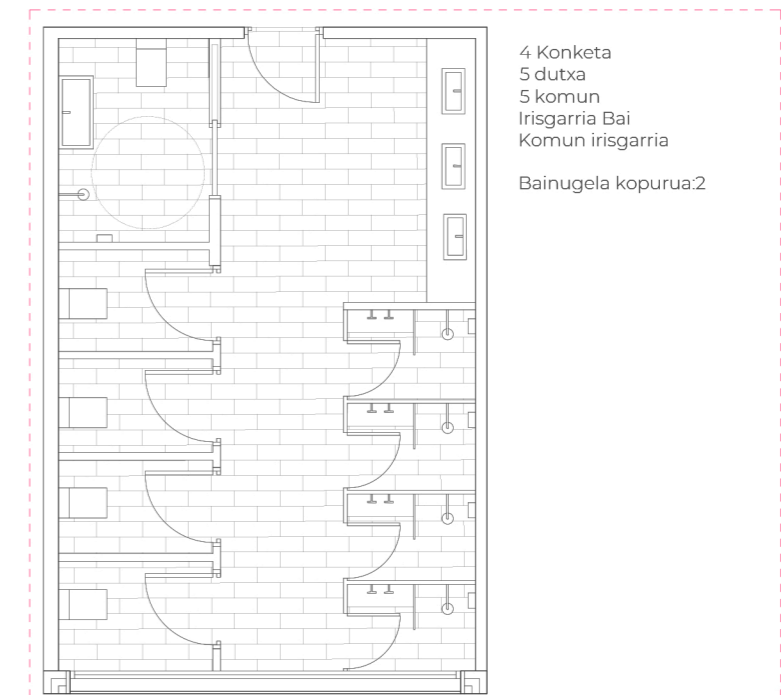 4 Konketa
5 dutxa
5 komun
Irisgarria Bai
Komun irisgarria
Bainugela kopurua:2